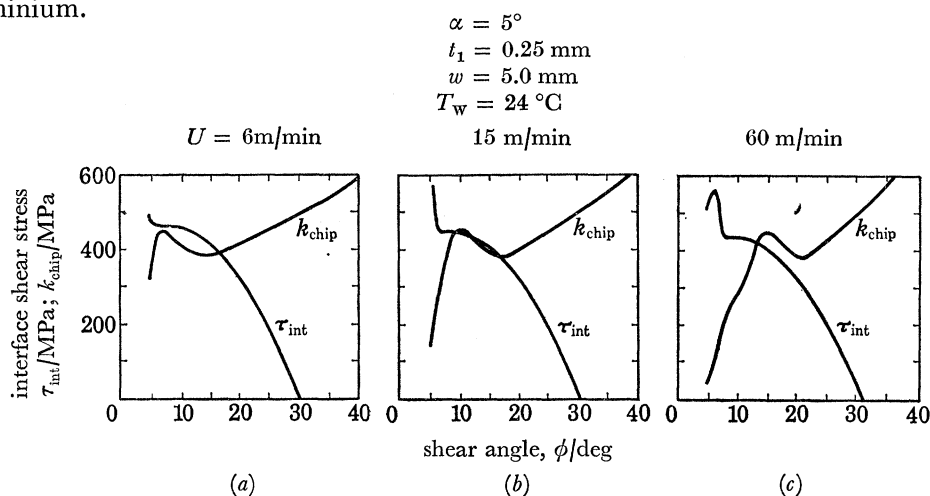 ninium.
α = 5°
t₁ = 0.25 mm
w = 5.0 mm
T_W = 24 °C
U = 6m/min
15 m/min
60 m/min
interface shear stress
τ_int/MPa; k_chip/MPa
600
400
200
k_chip
τ_int
k_chip
τ_int
k_chip
τ_int
0 10 20 30 40
0 10 20 30 40
0 10 20 30 40
shear angle, ϕ/deg
(a)
(b)
(c)